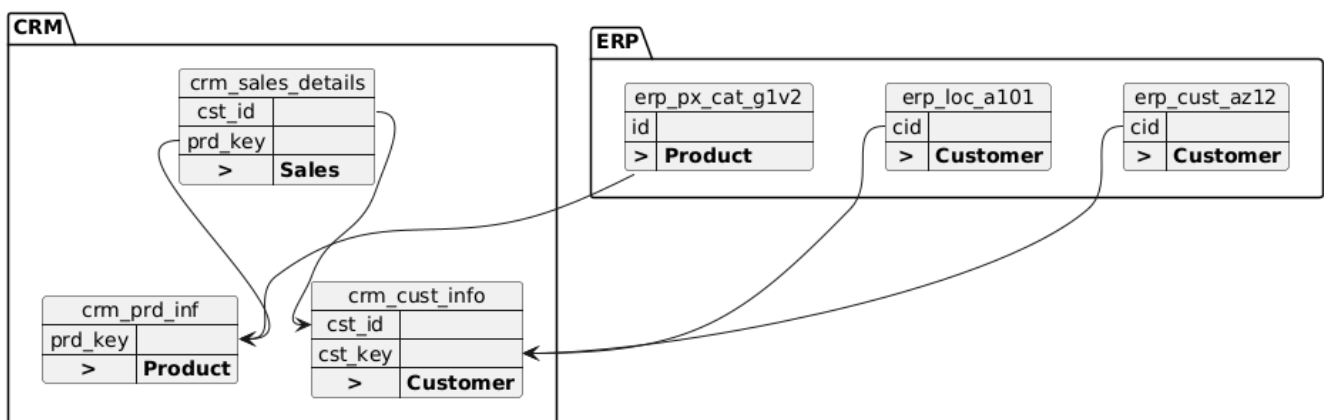 CRM
crm_sales_details
cst_id
prd_key
> Sales
crm_prd_inf
prd_key
> Product
crm_cust_info
cst_id
cst_key
> Customer
ERP
erp_px_cat_g1v2
id
> Product
erp_loc_a101
cid
> Customer
erp_cust_az12
cid
> Customer